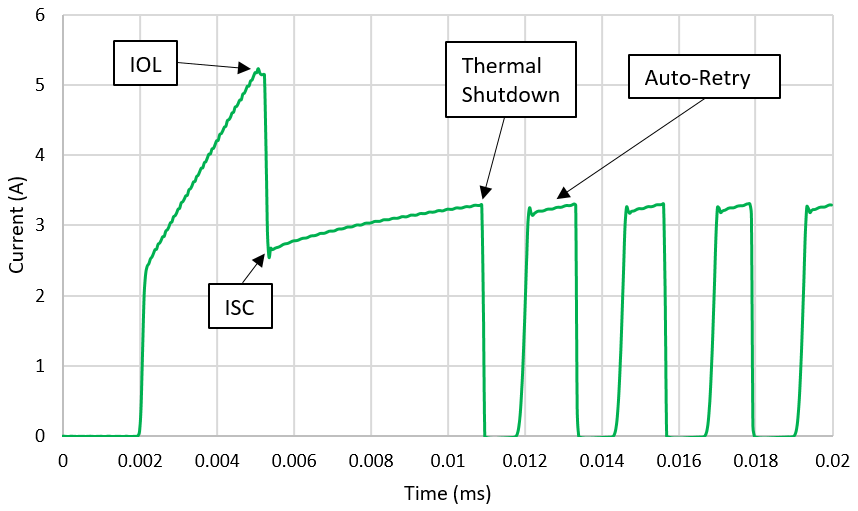 6
5
4
3
2
1
0
Current (A)
IOL
Thermal
Shutdown
Auto-Retry
ISC
0 0.002 0.004 0.006 0.008 0.01 0.012 0.014 0.016 0.018 0.02
Time (ms)